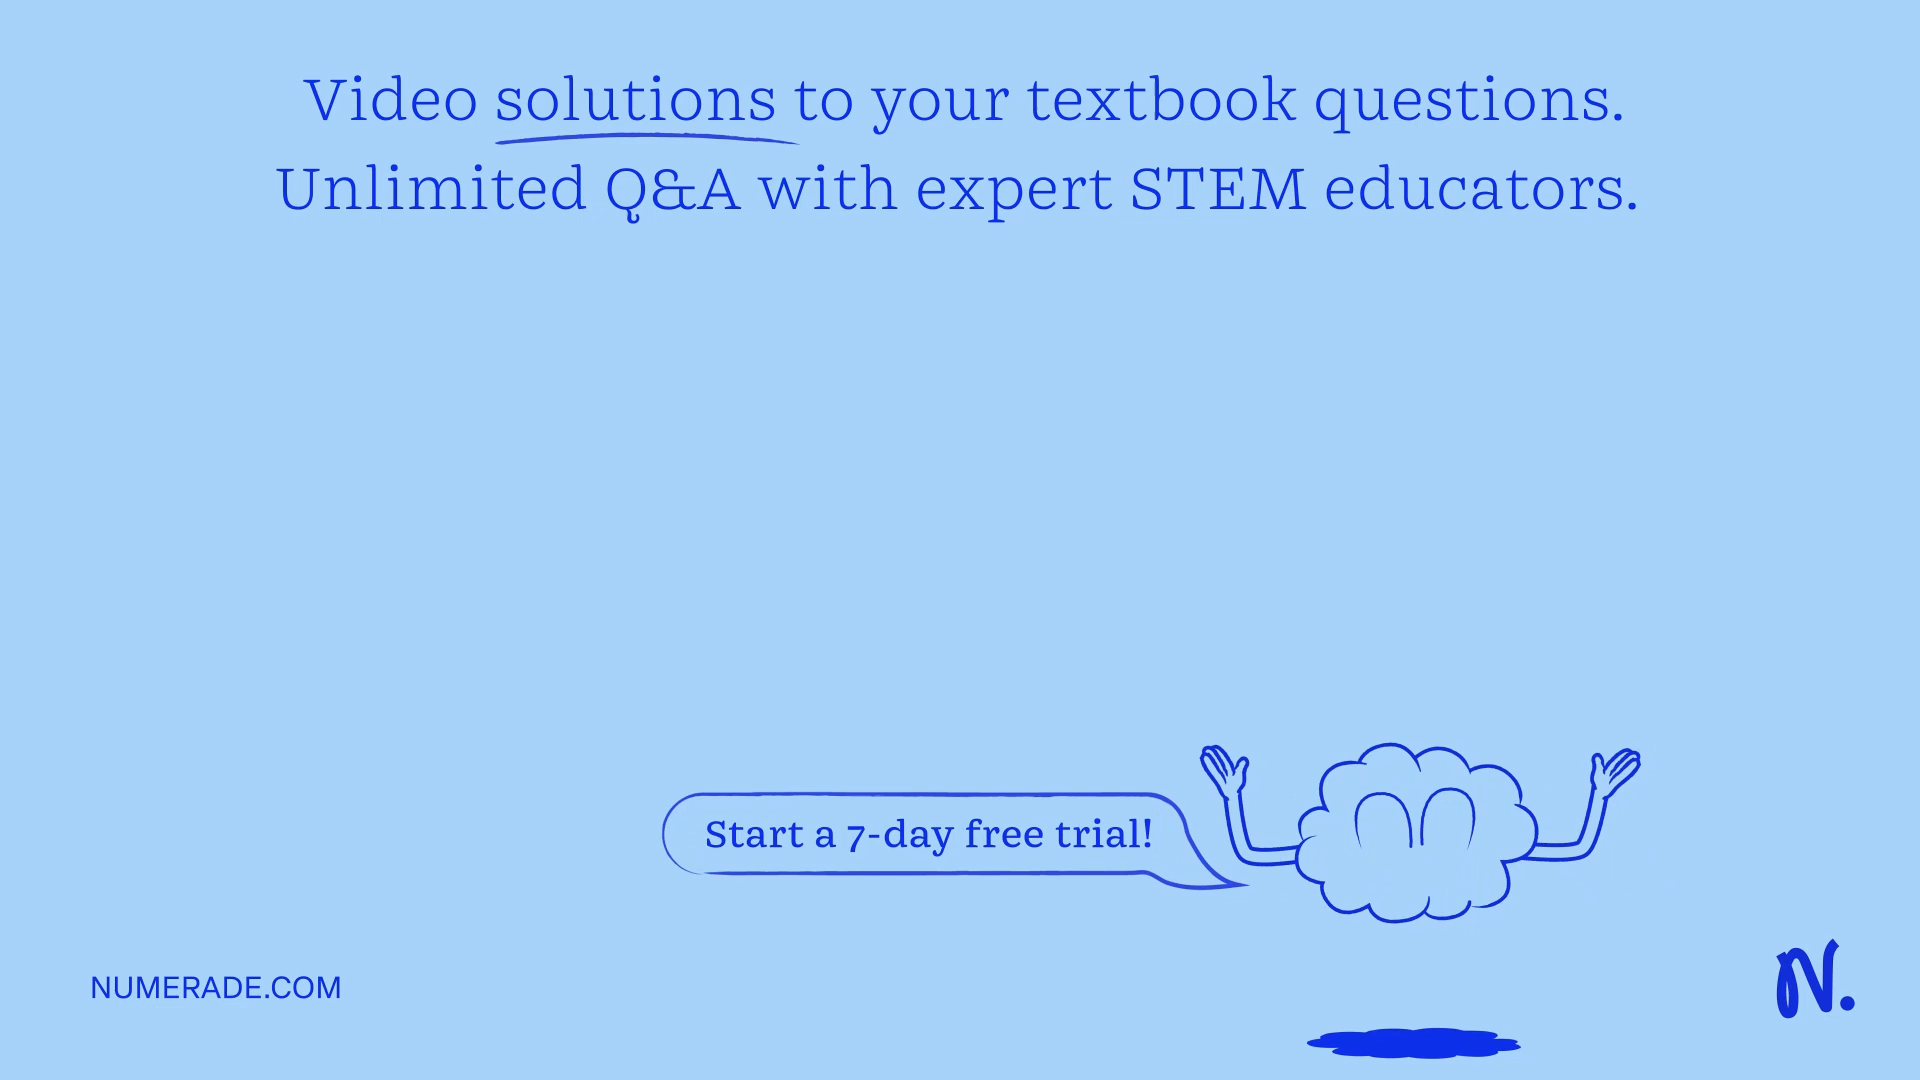 Video solutions to your textbook questions.
Unlimited Q&A with expert STEM educators.
Start a 7-day free trial!
NUMERADE.COM
N.